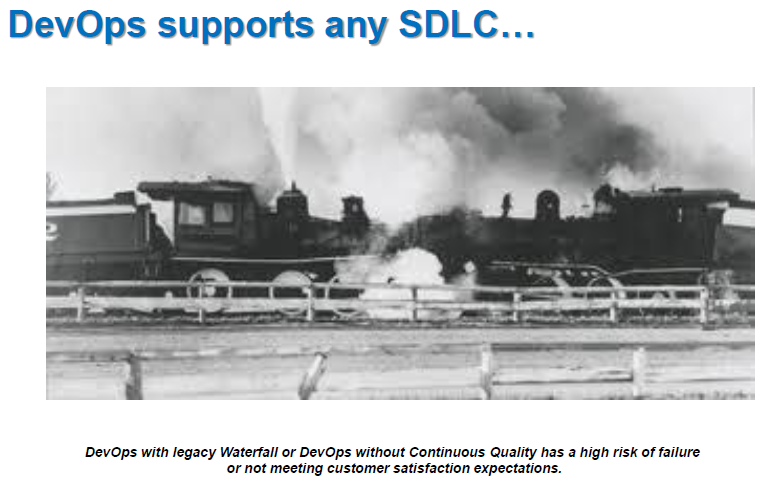 DevOps supports any SDLC…
DevOps with legacy Waterfall or DevOps without Continuous Quality has a high risk of failure
or not meeting customer satisfaction expectations.